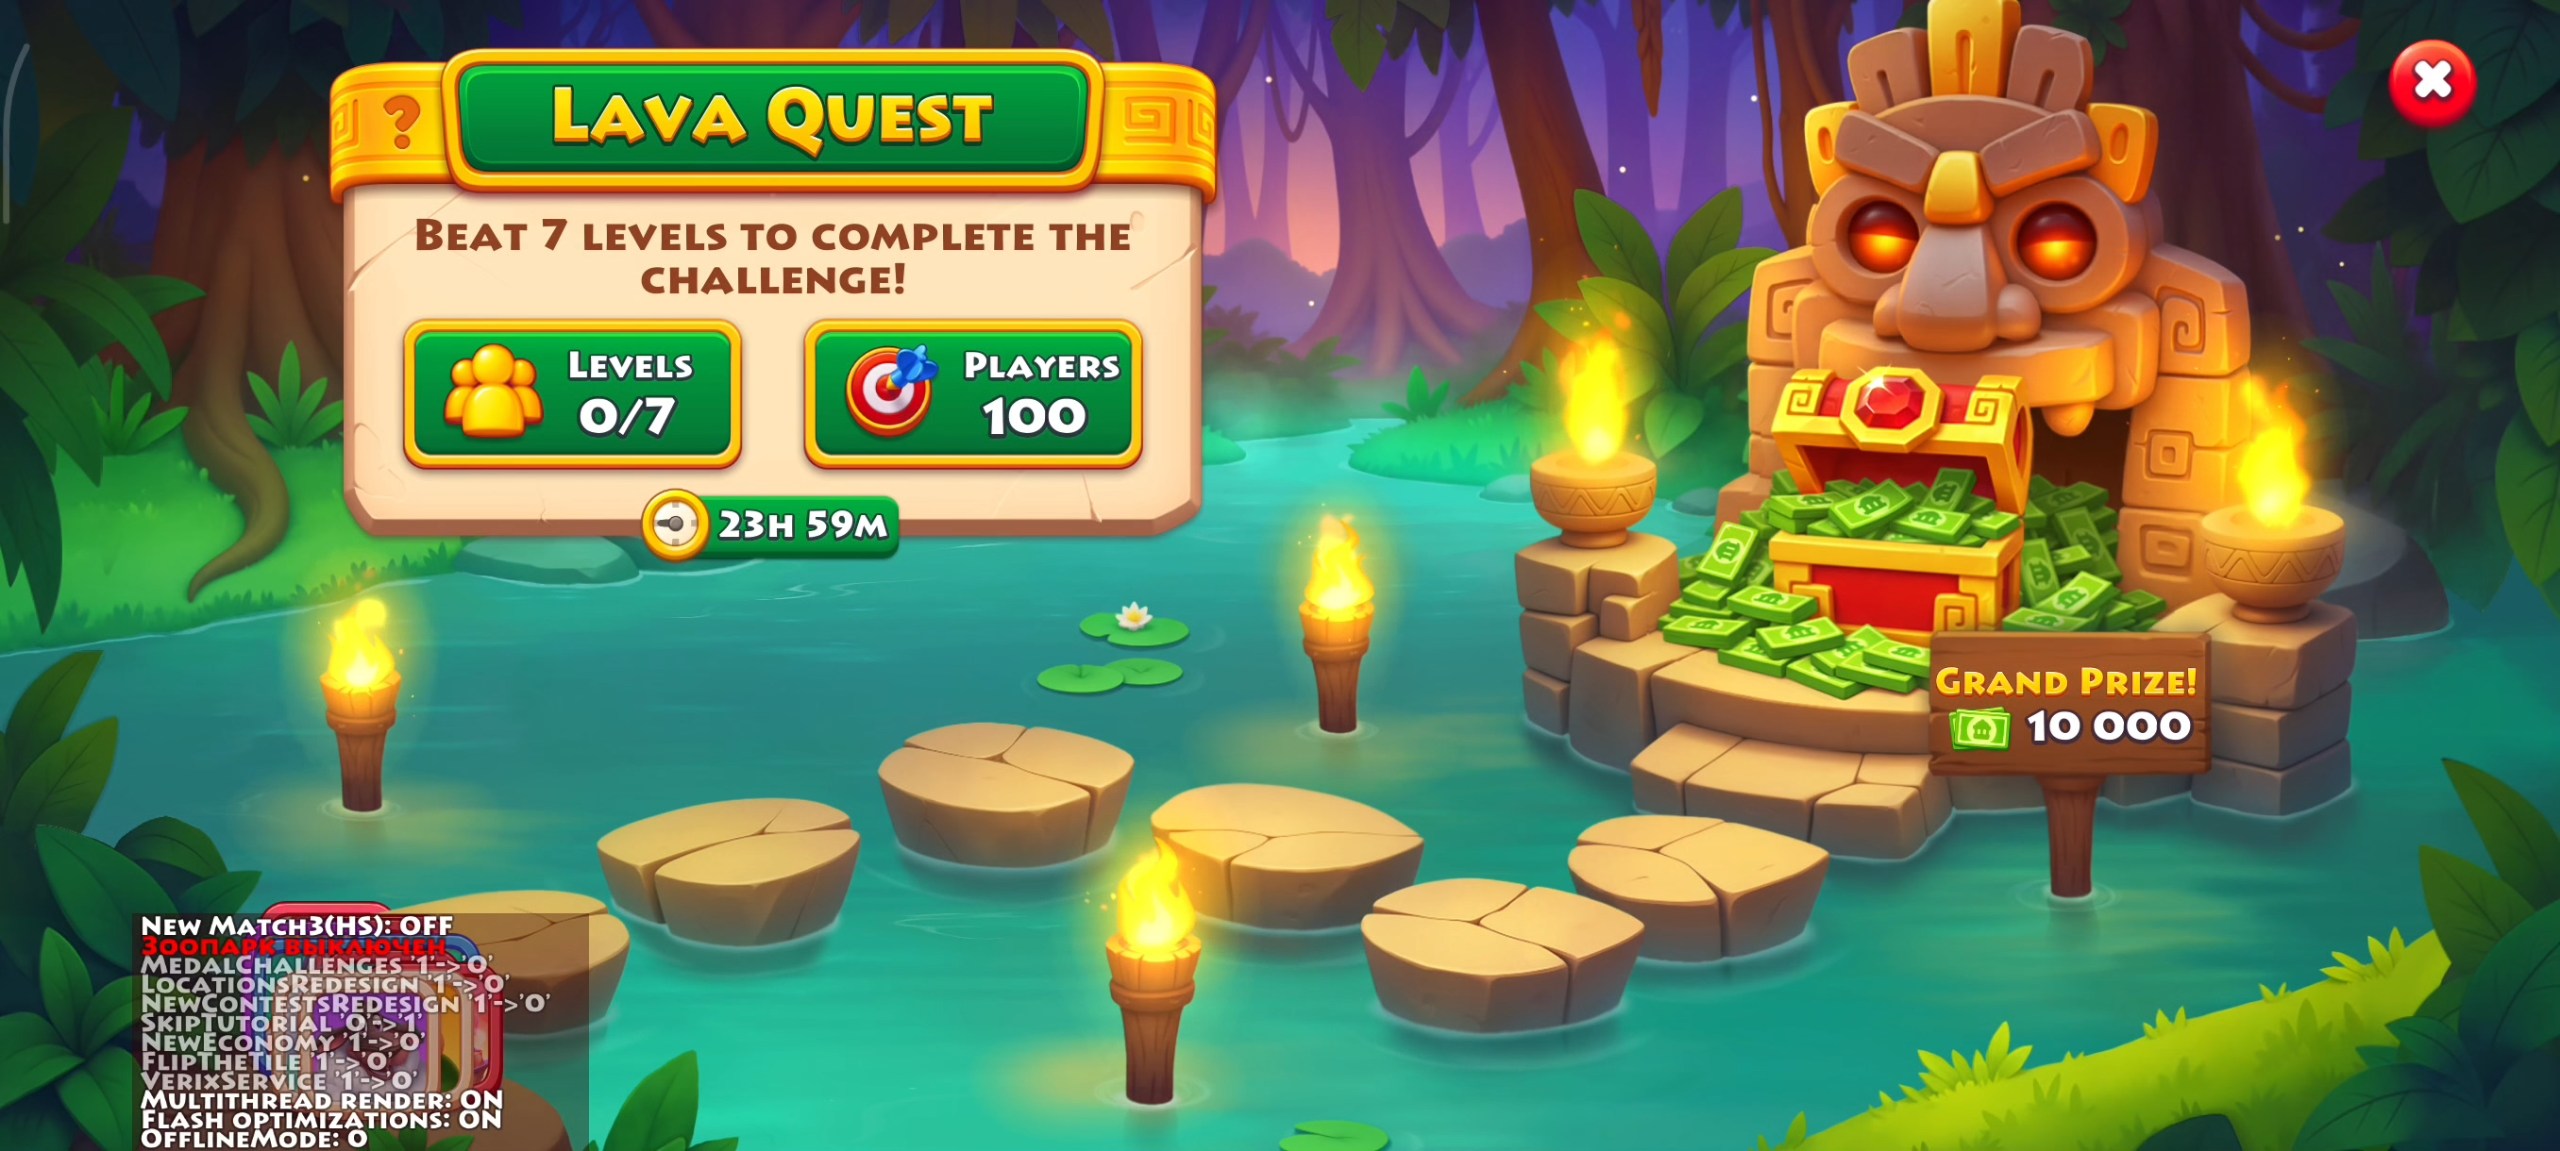 ?
LAVA QUEST
BEAT 7 LEVELS TO COMPLETE THE
CHALLENGE!
LEVELS
0/7
PLAYERS
100
23H 59M
GRAND PRIZE!
10 000
NEW MATCH3(HS): OFF
ЗООПАРК ВЫКЛЮЧЕН
MEDALCHALLENGES '1'->'0'
LOCATIONSREDESIGN '1'->'0'
NEWCONTESTSREDESIGN '1'->'0'
SKIPTUTORIAL '0'->'1'
NEWECONOMY '1'->'0'
FLIPTHETILE '1'->'0'
VERIXSERVICE '1'->'0'
MULTITHREAD RENDER: ON
FLASH OPTIMIZATIONS: ON
OFFLINEMODE: 0